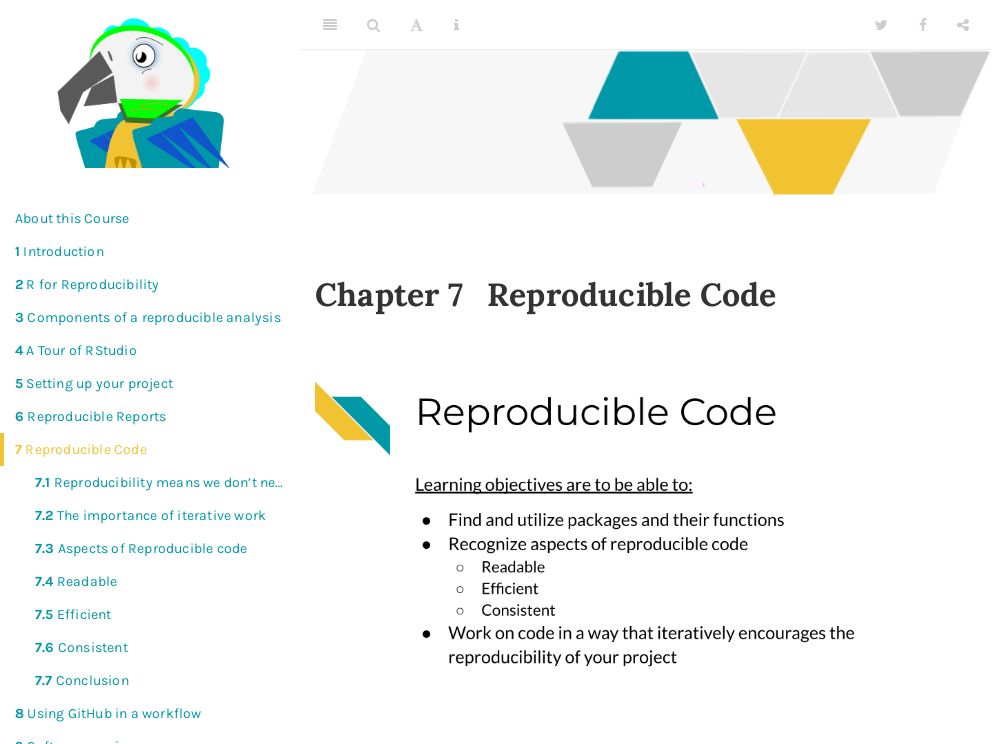 About this Course
1 Introduction
2 R for Reproducibility
3 Components of a reproducible analysis
4 A Tour of RStudio
5 Setting up your project
6 Reproducible Reports
7 Reproducible Code
7.1 Reproducibility means we don't ne...
7.2 The importance of iterative work
7.3 Aspects of Reproducible code
7.4 Readable
7.5 Efficient
7.6 Consistent
7.7 Conclusion
8 Using GitHub in a workflow
Chapter 7 Reproducible Code
Reproducible Code
Learning objectives are to be able to:
● Find and utilize packages and their functions
● Recognize aspects of reproducible code
○ Readable
○ Efficient
○ Consistent
● Work on code in a way that iteratively encourages the
reproducibility of your project